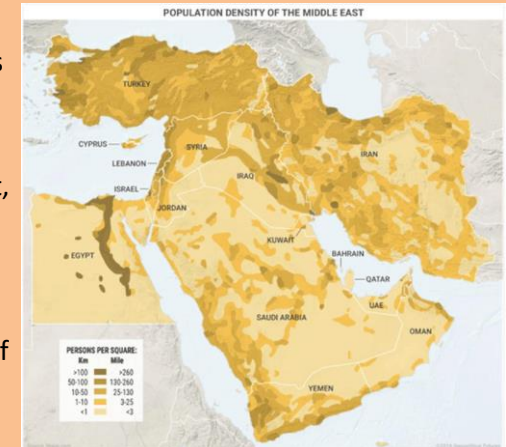 POPULATION DENSITY OF THE MIDDLE EAST
s
TURKEY
CYPRUS
SYRIA
LEBANON
IRAN
IRAQ
t,
ISRAEL
JORDAN
KUWAIT
EGYPT
BAHRAIN
QATAR
UAE
SAUDI ARABIA
OMAN
f
PERSONS PER SQUARE:
Km Mile
>100 >260
50-100 130-260
10-50 25-130
1-10 3-25
<1 <3
YEMEN